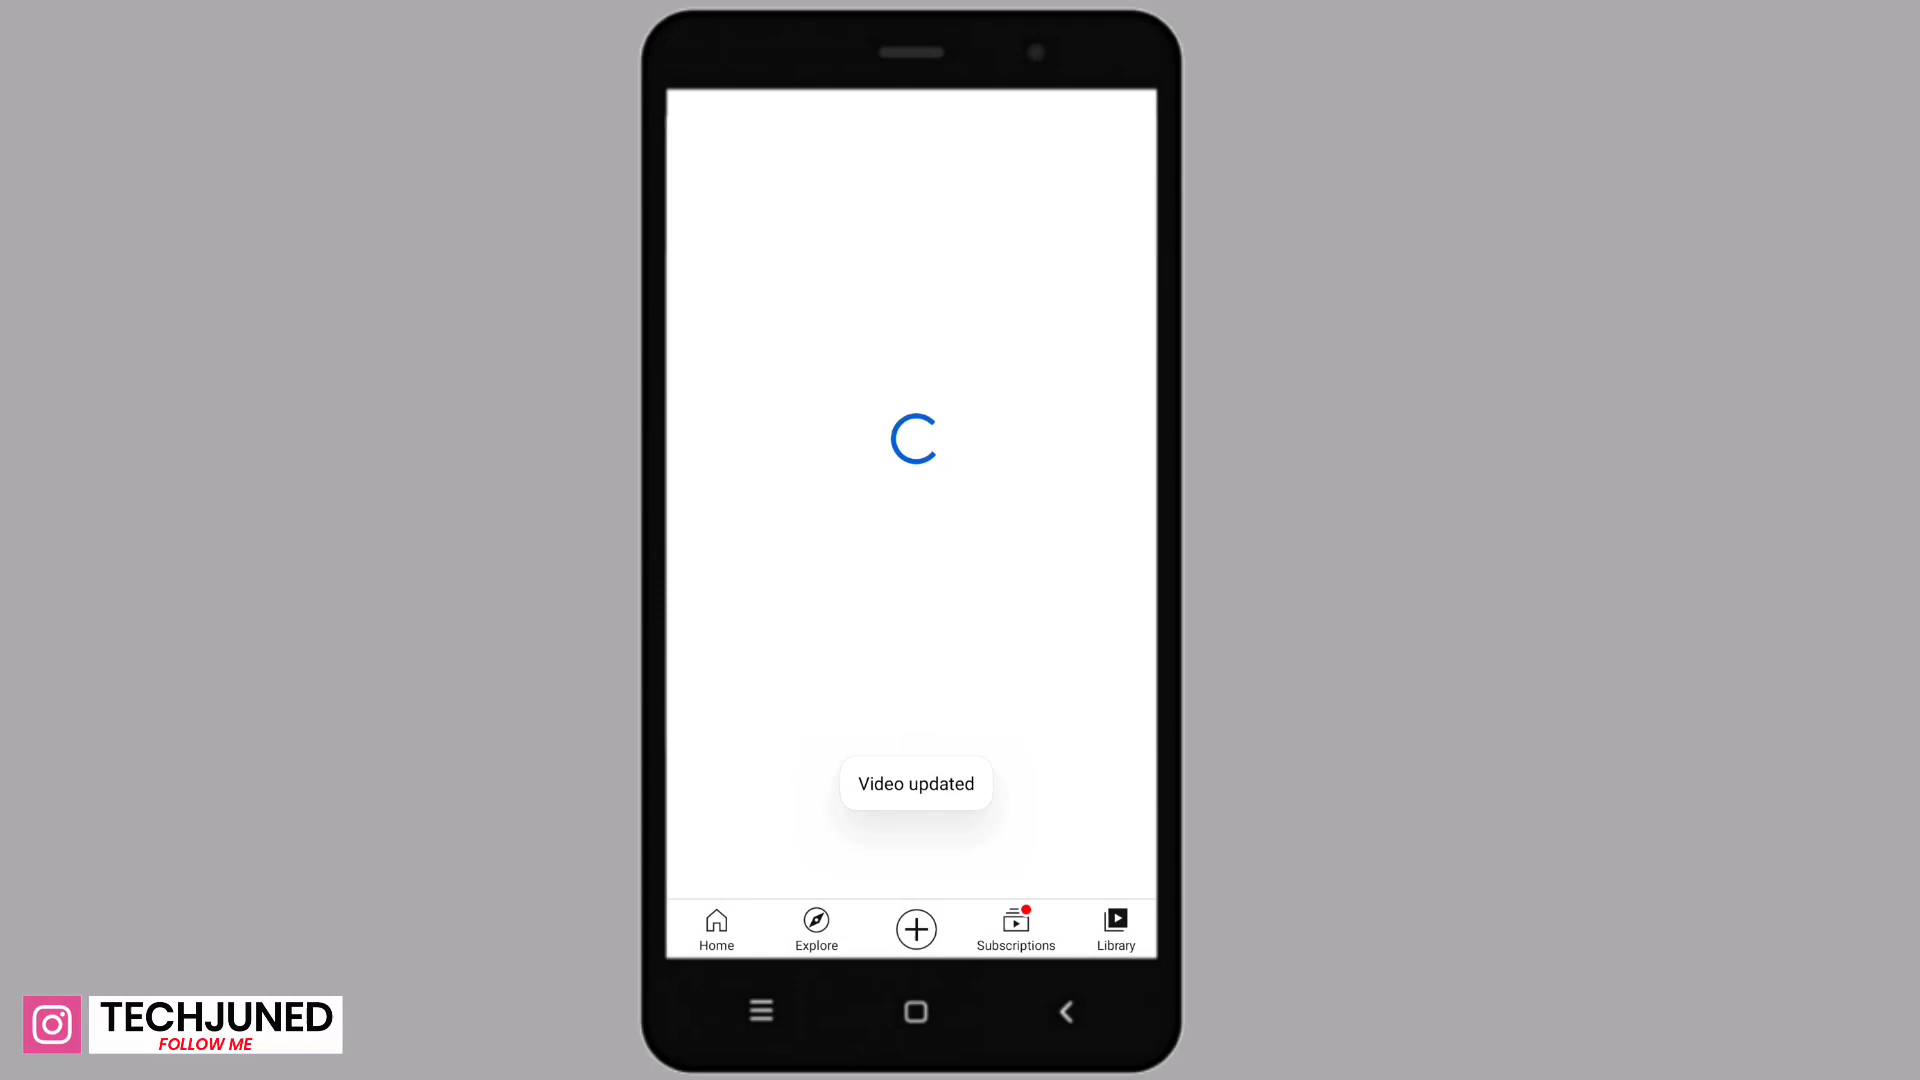 Video updated
Home
Explore
Subscriptions
Library
TECHJUNED
FOLLOW ME